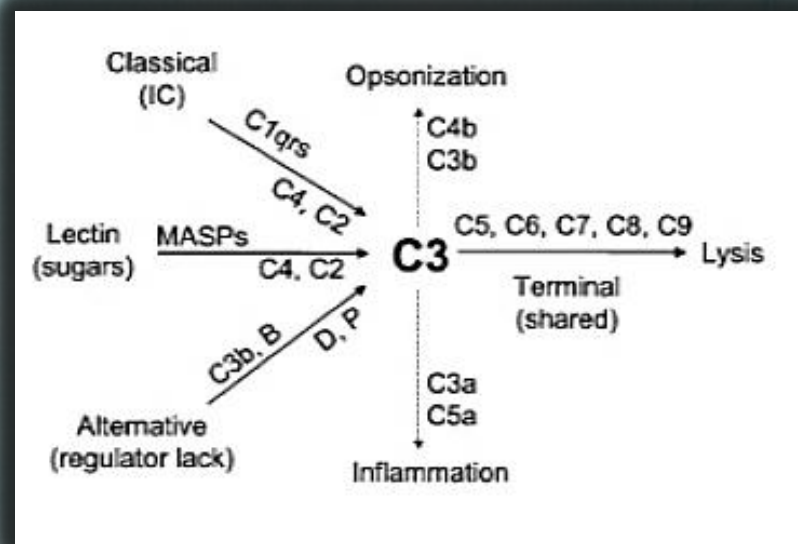 Classical
(IC)
C1qrs
C4, C2
Opsonization
C4b
C3b
Lectin
(sugars)
MASPs
C4, C2
C3
C5, C6, C7, C8, C9
Terminal
(shared)
Lysis
C3b, B
D, P
Alternative
(regulator lack)
C3a
C5a
Inflammation